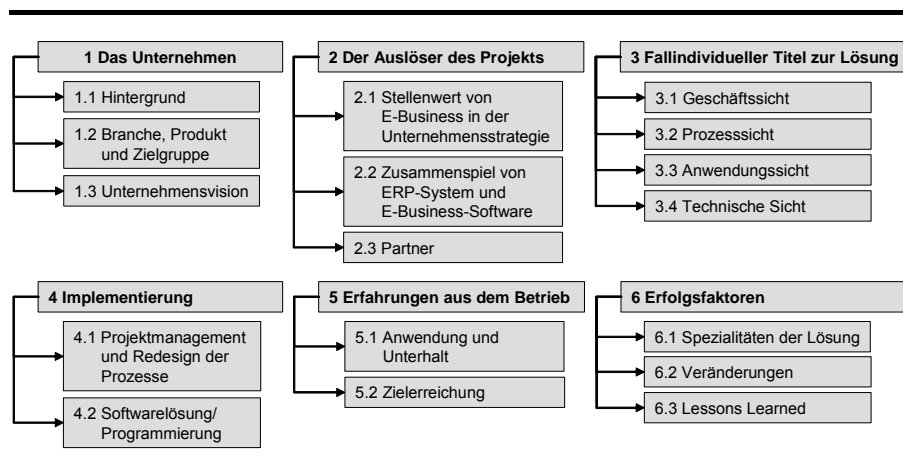 1 Das Unternehmen
1.1 Hintergrund
1.2 Branche, Produkt
und Zielgruppe
1.3 Unternehmensvision
2 Der Auslöser des Projekts
2.1 Stellenwert von
E-Business in der
Unternehmensstrategie
2.2 Zusammenspiel von
ERP-System und
E-Business-Software
2.3 Partner
3 Fallindividueller Titel zur Lösung
3.1 Geschäftssicht
3.2 Prozesssicht
3.3 Anwendungssicht
3.4 Technische Sicht
4 Implementierung
4.1 Projektmanagement
und Redesign der
Prozesse
4.2 Softwarelösung/
Programmierung
5 Erfahrungen aus dem Betrieb
5.1 Anwendung und
Unterhalt
5.2 Zielerreichung
6 Erfolgsfaktoren
6.1 Spezialitäten der Lösung
6.2 Veränderungen
6.3 Lessons Learned